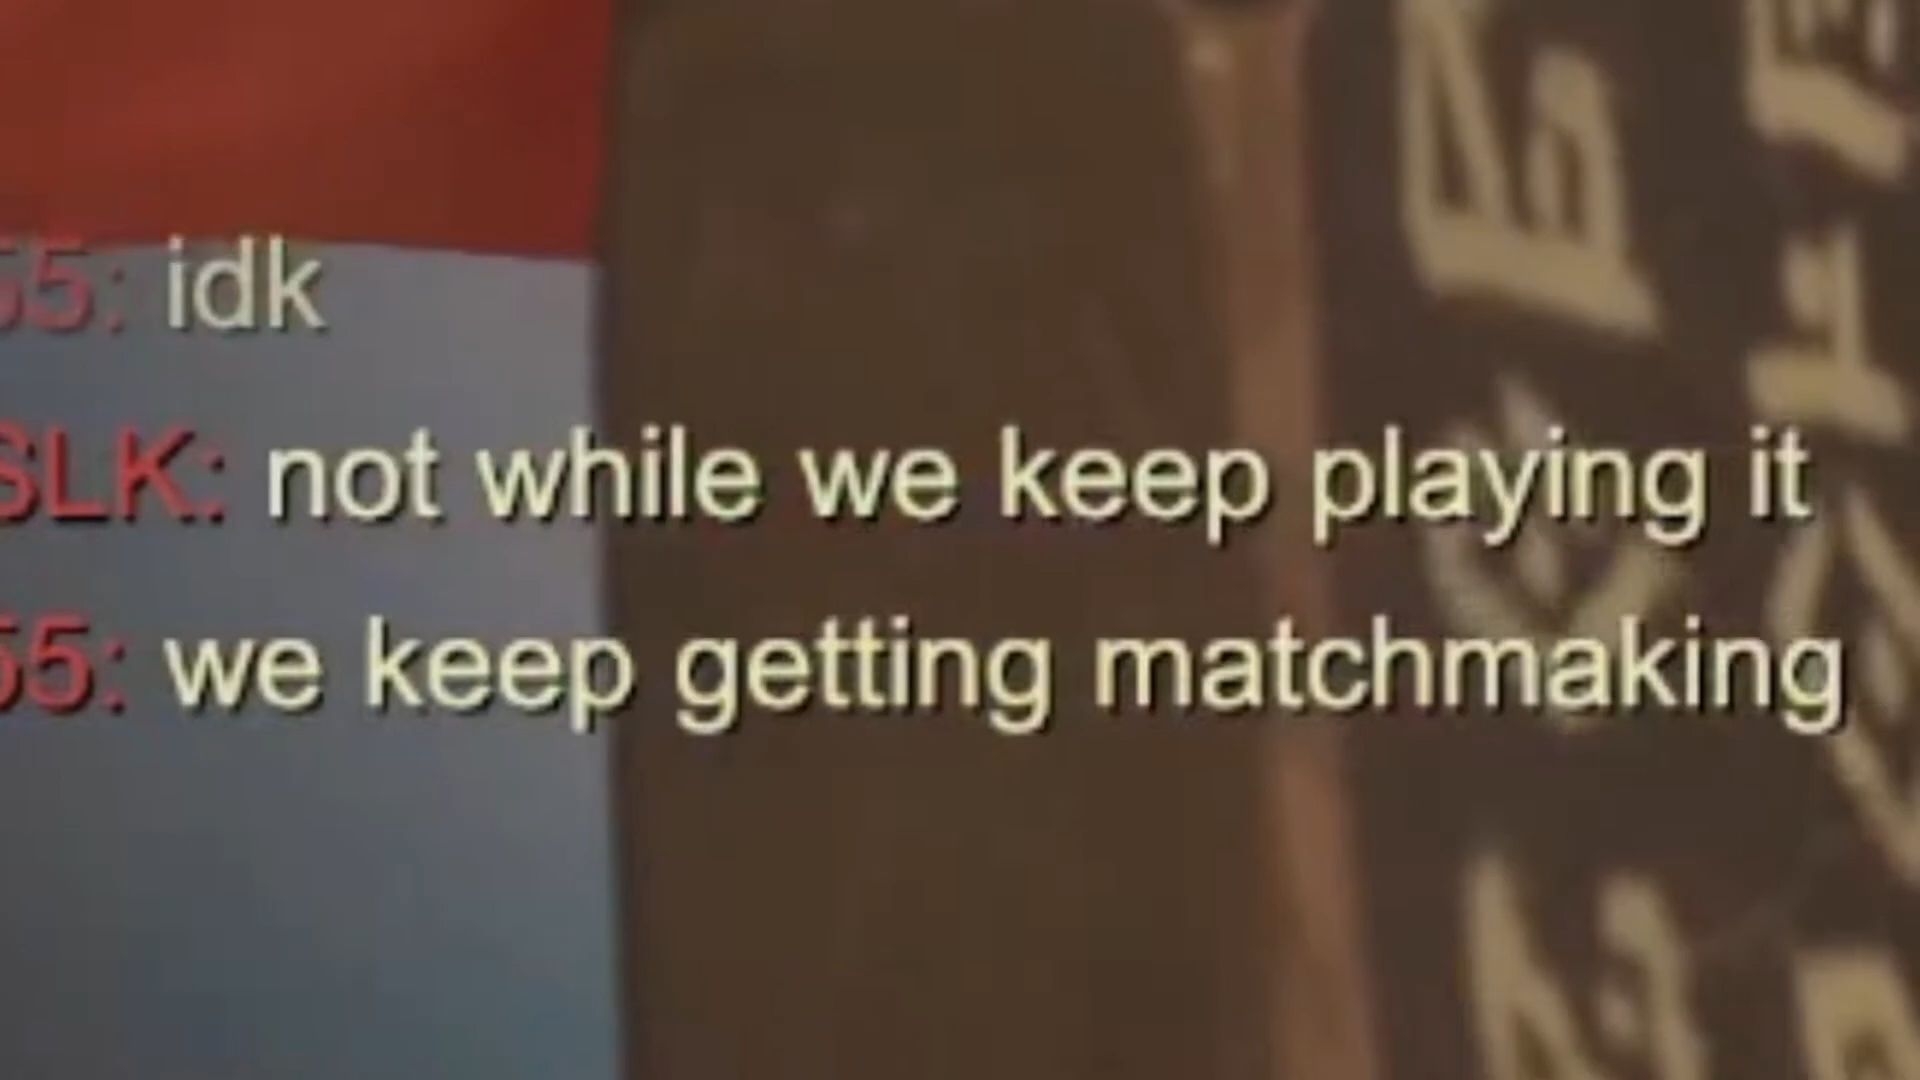 55: idk
SLK: not while we keep playing it
55: we keep getting matchmaking